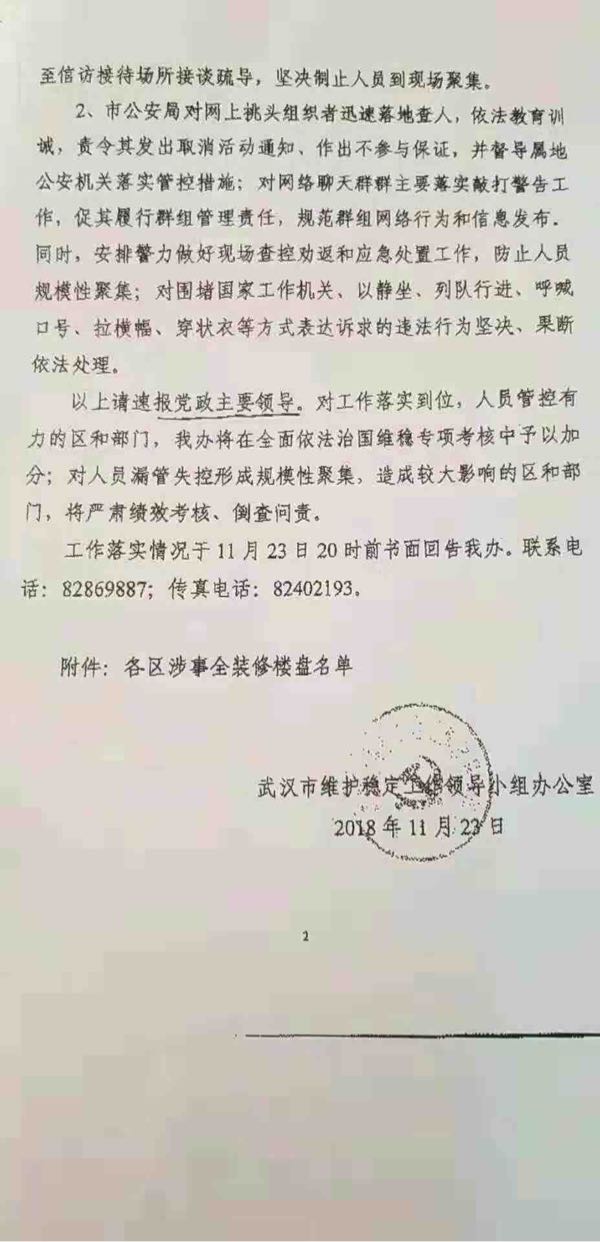 至信访接待场所接谈疏导，坚决制止人员到现场聚集。
2、市公安局对网上挑头组织者迅速落地查人，依法教育训
诫，责令其发出取消活动通知、作出不参与保证，并督导属地
公安机关落实管控措施；对网络聊天群群主要落实敲打警告工
作，促其履行群组管理责任，规范群组网络行为和信息发布。
同时，安排警力做好现场查控劝返和应急处置工作，防止人员
规模性聚集；对围堵国家工作机关、以静坐、列队行进、呼喊
口号、拉横幅、穿状衣等方式表达诉求的违法行为坚决、果断
依法处理。
以上请速报党政主要领导。对工作落实到位，人员管控有
力的区和部门，我办将在全面依法治国维稳专项考核中予以加
分；对人员漏管失控形成规模性聚集，造成较大影响的区和部
门，将严肃绩效考核、倒查问责。
工作落实情况于11月23日20时前书面回告我办。联系电
话：82869887；传真电话：82402193。
附件：各区涉事全装修楼盘名单
武汉市维护稳定工作领导小组办公室
2018年11月23日
2